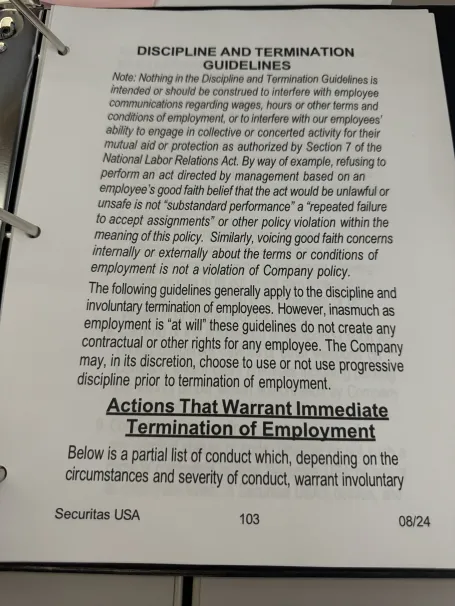 DISCIPLINE AND TERMINATION
GUIDELINES
Note: Nothing in the Discipline and Termination Guidelines is
intended or should be construed to interfere with employee
communications regarding wages, hours or other terms and
conditions of employment, or to interfere with our employees'
ability to engage in collective or concerted activity for their
mutual aid or protection as authorized by Section 7 of the
National Labor Relations Act. By way of example, refusing to
perform an act directed by management based on an
employee's good faith belief that the act would be unlawful or
unsafe is not "substandard performance" a "repeated failure
to accept assignments" or other policy violation within the
meaning of this policy. Similarly, voicing good faith concerns
internally or externally about the terms or conditions of
employment is not a violation of Company policy.
The following guidelines generally apply to the discipline and
involuntary termination of employees. However, inasmuch as
employment is "at will" these guidelines do not create any
contractual or other rights for any employee. The Company
may, in its discretion, choose to use or not use progressive
discipline prior to termination of employment.
Actions That Warrant Immediate
Termination of Employment
Below is a partial list of conduct which, depending on the
circumstances and severity of conduct, warrant involuntary
Securitas USA 103 08/24